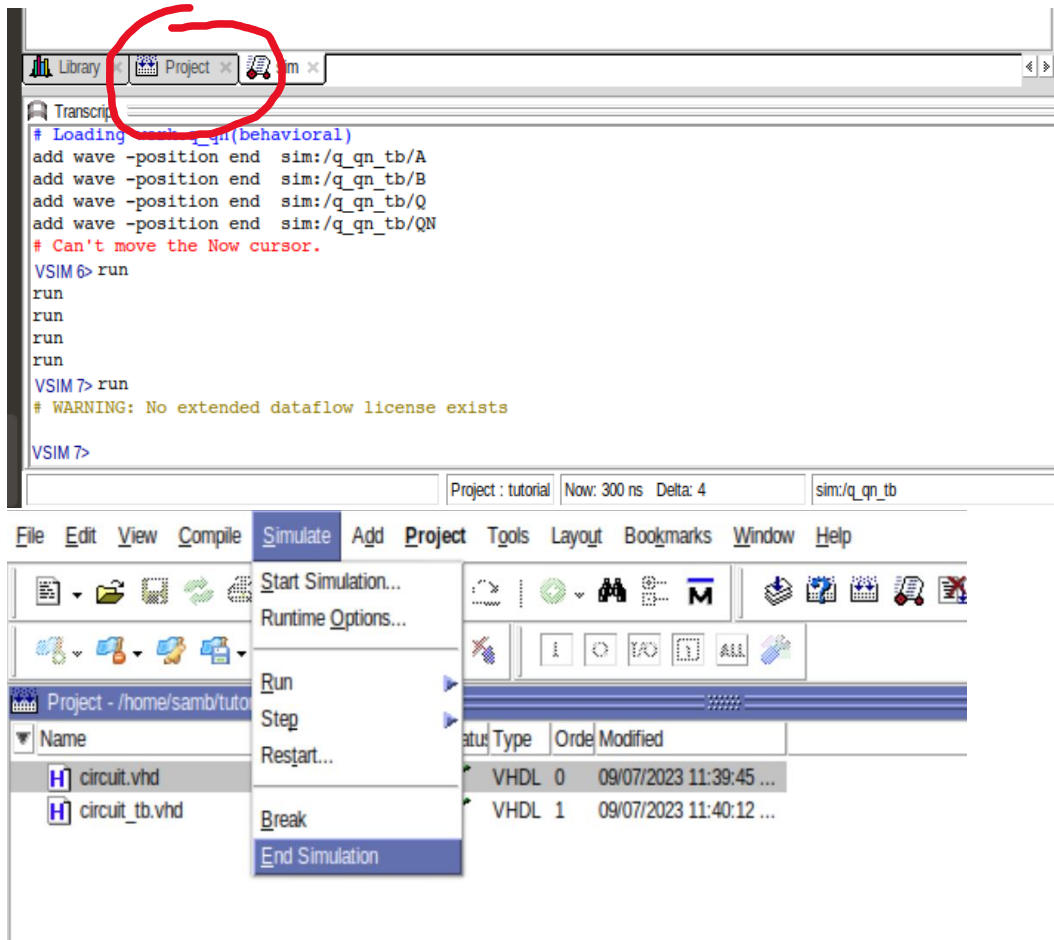 Library Project sim
Transcrip
# Loading work.q_qn(behavioral)
add wave -position end  sim:/q_qn_tb/A
add wave -position end  sim:/q_qn_tb/B
add wave -position end  sim:/q_qn_tb/Q
add wave -position end  sim:/q_qn_tb/QN
# Can't move the Now cursor.
VSIM 6> run
run
run
run
run
VSIM 7> run
# WARNING: No extended dataflow license exists
VSIM 7>
Project : tutorial Now: 300 ns Delta: 4 sim:/q_qn_tb
File Edit View Compile Simulate Add Project Tools Layout Bookmarks Window Help
Start Simulation...
Runtime Options...
Run
Step
Restart...
Break
End Simulation
Project - /home/samb/tuto
Name atus Type Orde Modified
circuit.vhd VHDL 0 09/07/2023 11:39:45 ...
circuit_tb.vhd VHDL 1 09/07/2023 11:40:12 ...